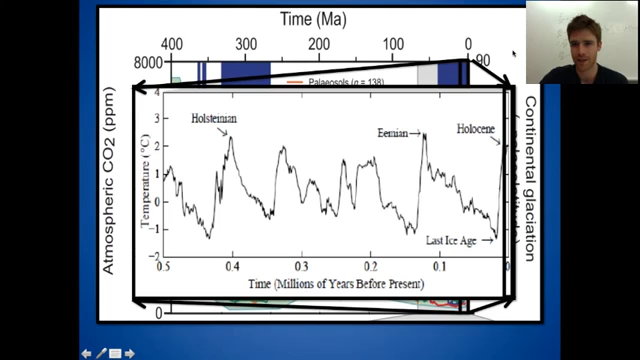 Time (Ma)
400 300 200 100 0
8000
90
Palaeosols (n = 138)
Atmospheric CO2 (ppm)
Continental glaciation
4
3
2
1
0
−1
−2
Temperature (°C)
Holsteinian
Eemian
Holocene
Last Ice Age
0.5 0.4 0.3 0.2 0.1 0
Time (Millions of Years Before Present)
0